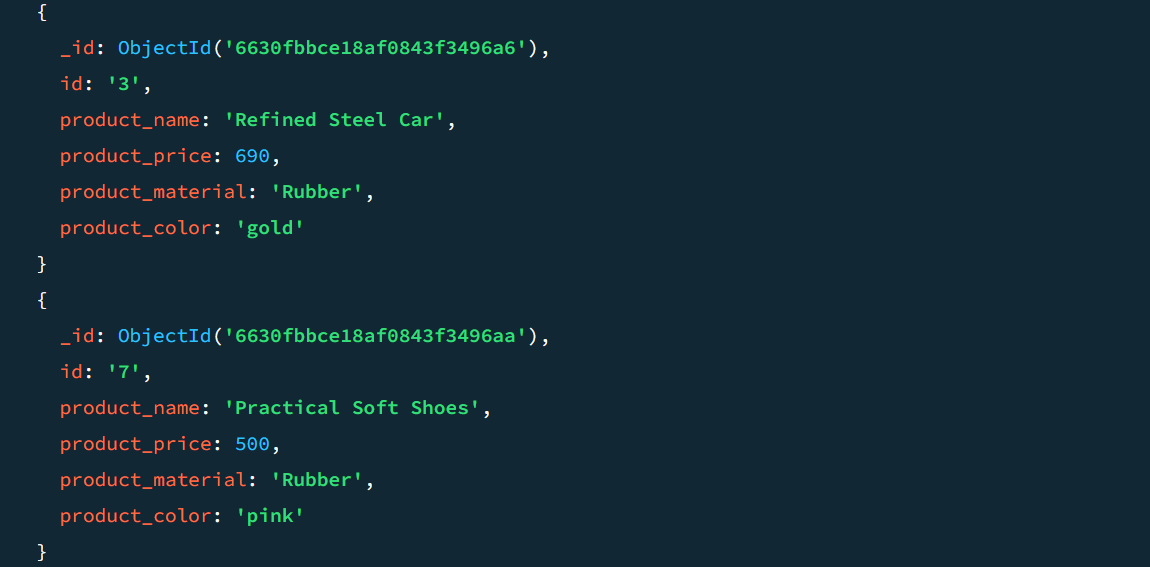 {
_id: ObjectId('6630fbbce18af0843f3496a6'),
id: '3',
product_name: 'Refined Steel Car',
product_price: 690,
product_material: 'Rubber',
product_color: 'gold'
}
{
_id: ObjectId('6630fbbce18af0843f3496aa'),
id: '7',
product_name: 'Practical Soft Shoes',
product_price: 500,
product_material: 'Rubber',
product_color: 'pink'
}